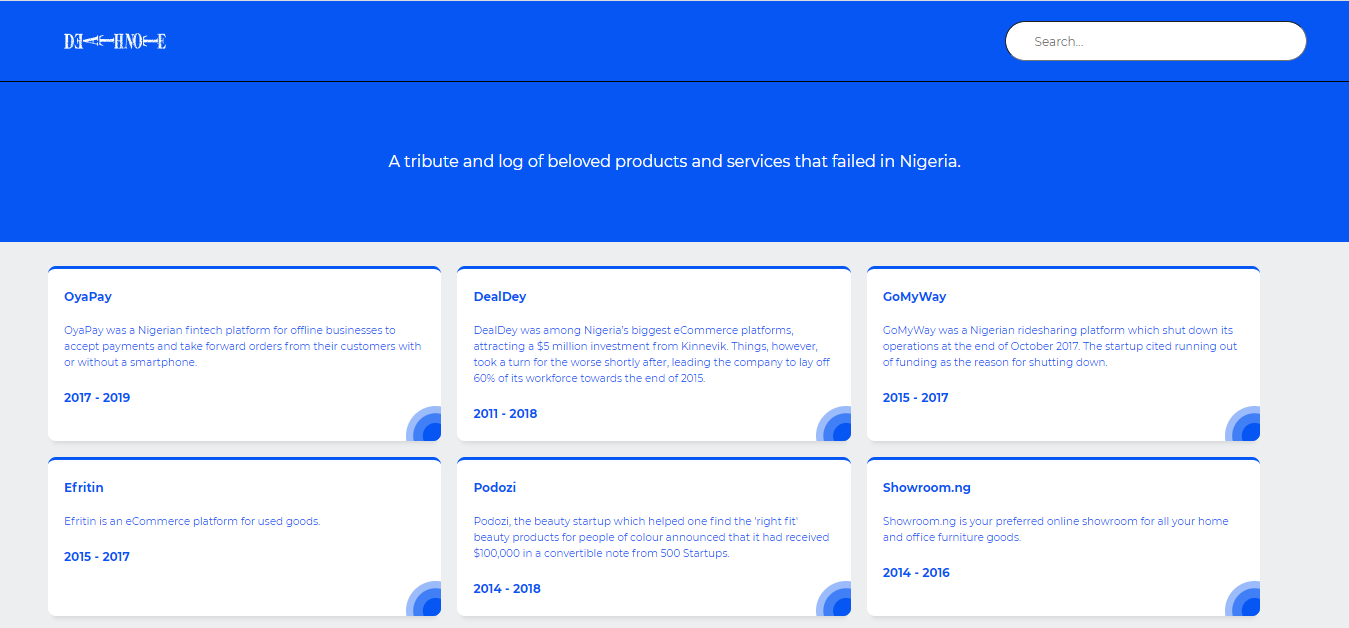 DEATHNOTE
Search...
A tribute and log of beloved products and services that failed in Nigeria.
OyaPay
OyaPay was a Nigerian fintech platform for offline businesses to
accept payments and take forward orders from their customers with
or without a smartphone.
2017 - 2019
DealDey
DealDey was among Nigeria's biggest eCommerce platforms,
attracting a $5 million investment from Kinnevik. Things, however,
took a turn for the worse shortly after, leading the company to lay off
60% of its workforce towards the end of 2015.
2011 - 2018
GoMyWay
GoMyWay was a Nigerian ridesharing platform which shut down its
operations at the end of October 2017. The startup cited running out
of funding as the reason for shutting down.
2015 - 2017
Efritin
Efritin is an eCommerce platform for used goods.
2015 - 2017
Podozi
Podozi, the beauty startup which helped one find the 'right fit'
beauty products for people of colour announced that it had received
$100,000 in a convertible note from 500 Startups.
2014 - 2018
Showroom.ng
Showroom.ng is your preferred online showroom for all your home
and office furniture goods.
2014 - 2016